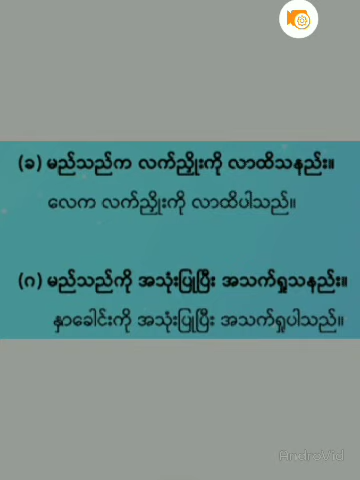 (ခ) မည်သည်က လက်ညှိုးကို လာထိသနည်း။
လေက လက်ညှိုးကို လာထိပါသည်။
(ဂ) မည်သည်ကို အသုံးပြုပြီး အသက်ရှူသနည်း။
နှာခေါင်းကို အသုံးပြုပြီး အသက်ရှူပါသည်။
AndroVid